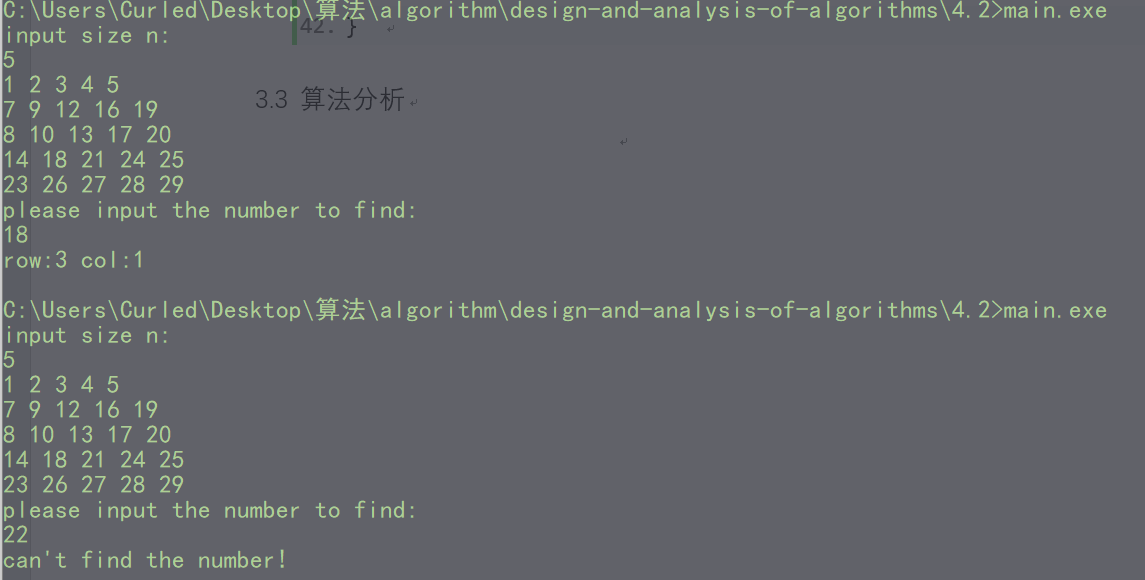 C:\Users\Curled\Desktop\算法\algorithm\design-and-analysis-of-algorithms\4.2>main.exe
input size n:
42. }
5
1 2 3 4 5
3.3 算法分析
7 9 12 16 19
8 10 13 17 20
14 18 21 24 25
23 26 27 28 29
please input the number to find:
18
row:3 col:1
C:\Users\Curled\Desktop\算法\algorithm\design-and-analysis-of-algorithms\4.2>main.exe
input size n:
5
1 2 3 4 5
7 9 12 16 19
8 10 13 17 20
14 18 21 24 25
23 26 27 28 29
please input the number to find:
22
can't find the number!